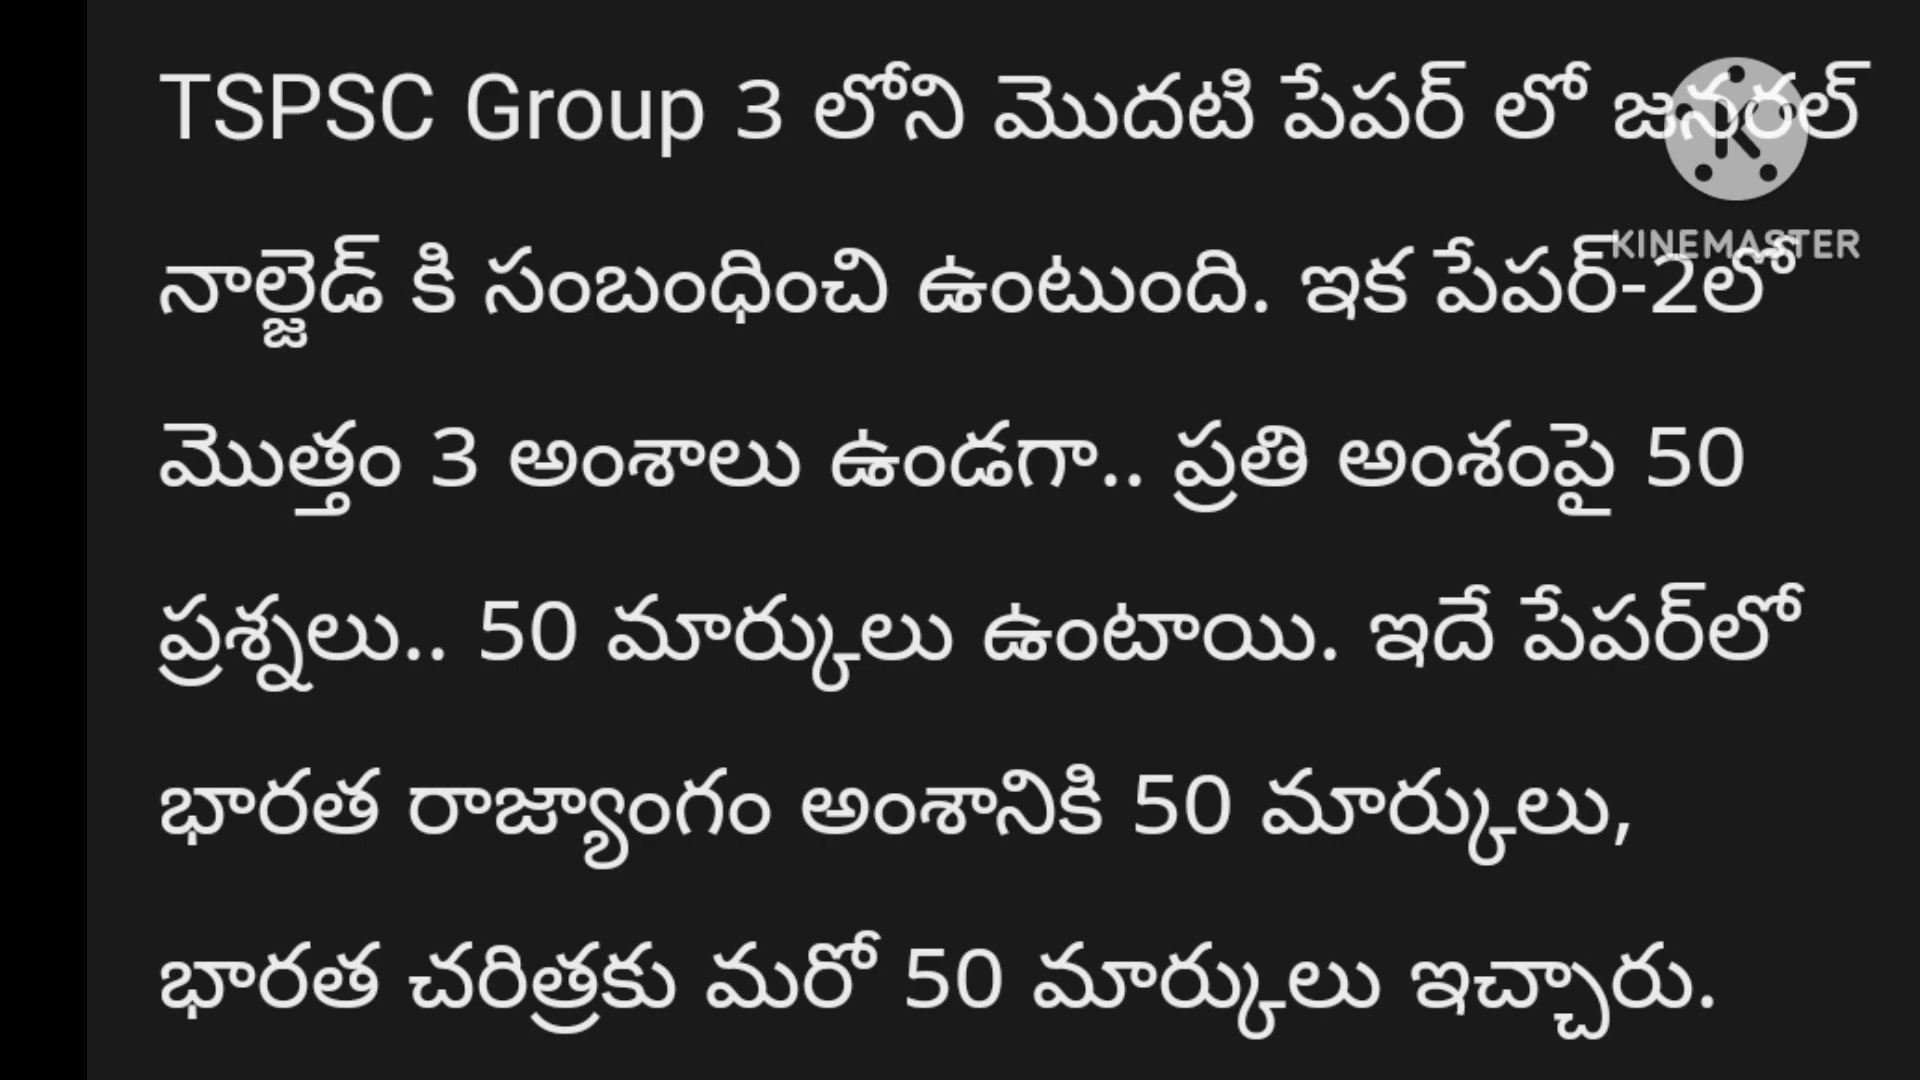 TSPSC Group 3 లోని మొదటి పేపర్ లో జనరల్
నాల్జెడ్ కి సంబంధించి ఉంటుంది. ఇక పేపర్-2లో
KINEMASTER
మొత్తం 3 అంశాలు ఉండగా.. ప్రతి అంశంపై 50
ప్రశ్నలు.. 50 మార్కులు ఉంటాయి. ఇదే పేపర్‌లో
భారత రాజ్యాంగం అంశానికి 50 మార్కులు,
భారత చరిత్రకు మరో 50 మార్కులు ఇచ్చారు.